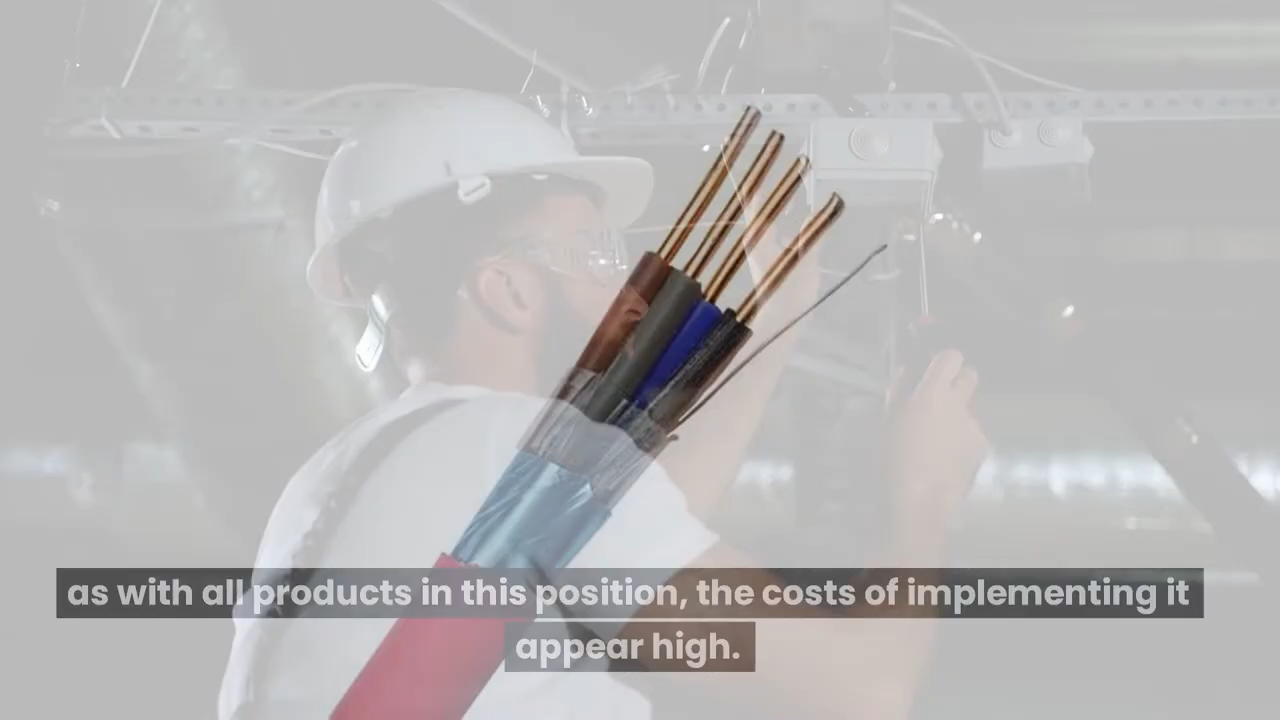 as with all products in this position, the costs of implementing it
appear high.